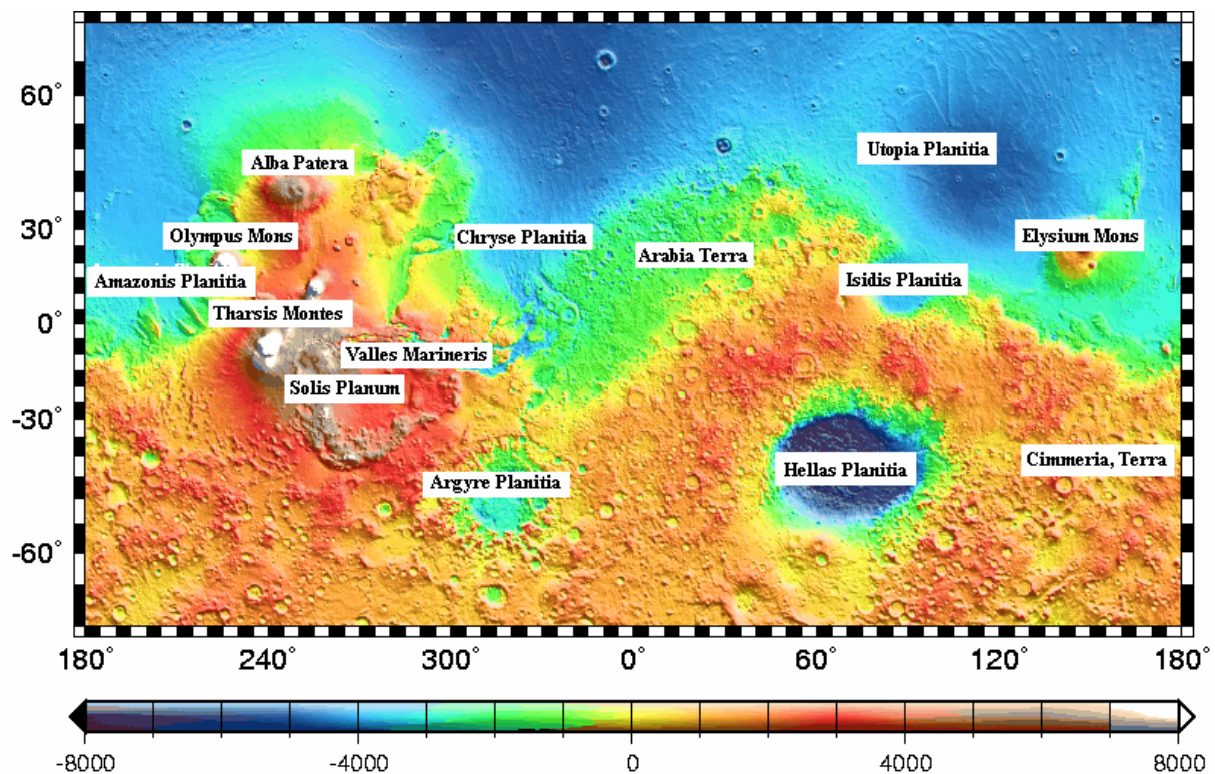 60°
Utopia Planitia
Alba Patera
30°
Olympus Mons
Chryse Planitia
Elysium Mons
Arabia Terra
Amazonis Planitia
Isidis Planitia
Tharsis Montes
0°
Valles Marineris
Solis Planum
-30°
Cimmeria, Terra
Hellas Planitia
Argyre Planitia
-60°
180° 240° 300° 0° 60° 120° 180°
-8000 -4000 0 4000 8000